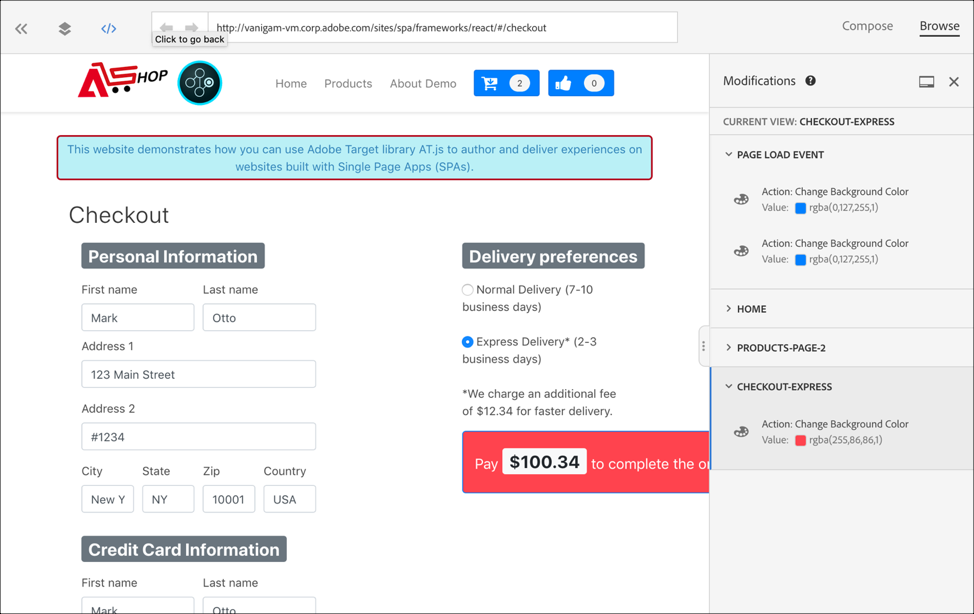 http://vanigam-vm.corp.adobe.com/sites/spa/frameworks/react/#/checkout
Compose
Browse
Click to go back
ASHOP
Home
Products
About Demo
2
0
This website demonstrates how you can use Adobe Target library AT.js to author and deliver experiences on
websites built with Single Page Apps (SPAs).
Checkout
Personal Information
First name
Last name
Mark
Otto
Address 1
123 Main Street
Address 2
#1234
City
State
Zip
Country
New Y
NY
10001
USA
Credit Card Information
First name
Last name
Mark
Otto
Delivery preferences
Normal Delivery (7-10
business days)
Express Delivery* (2-3
business days)
*We charge an additional fee
of $12.34 for faster delivery.
Pay $100.34 to complete the or
Modifications ?
CURRENT VIEW: CHECKOUT-EXPRESS
PAGE LOAD EVENT
Action: Change Background Color
Value: rgba(0,127,255,1)
Action: Change Background Color
Value: rgba(0,127,255,1)
HOME
PRODUCTS-PAGE-2
CHECKOUT-EXPRESS
Action: Change Background Color
Value: rgba(255,86,86,1)